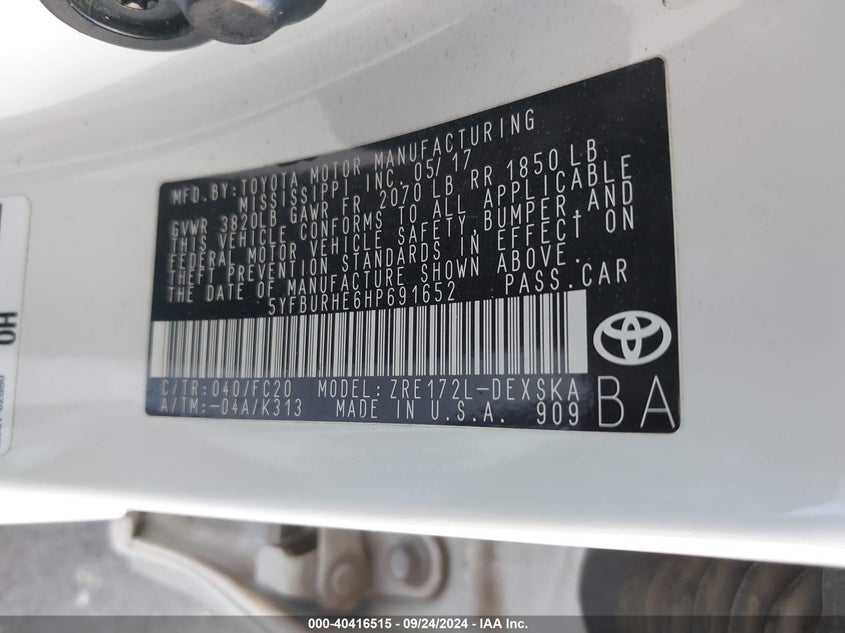 MFD.BY:TOYOTA MOTOR MANUFACTURING
MISSISSIPPI INC. 05/17
GVWR 3820LB GAWR FR 2070 LB RR 1850 LB
THIS VEHICLE CONFORMS TO ALL APPLICABLE
FEDERAL MOTOR VEHICLE SAFETY,BUMPER,AND
THEFT PREVENTION STANDARDS IN EFFECT ON
THE DATE OF MANUFACTURE SHOWN ABOVE.
5YFBURHE6HP691652 PASS.CAR
C/TR:040/FC20 MODEL:ZRE172L-DEXSKA
A/TM:-04A/K313 MADE IN U.S.A. 909
BA
HO
000-40416515 - 09/24/2024 - IAA Inc.